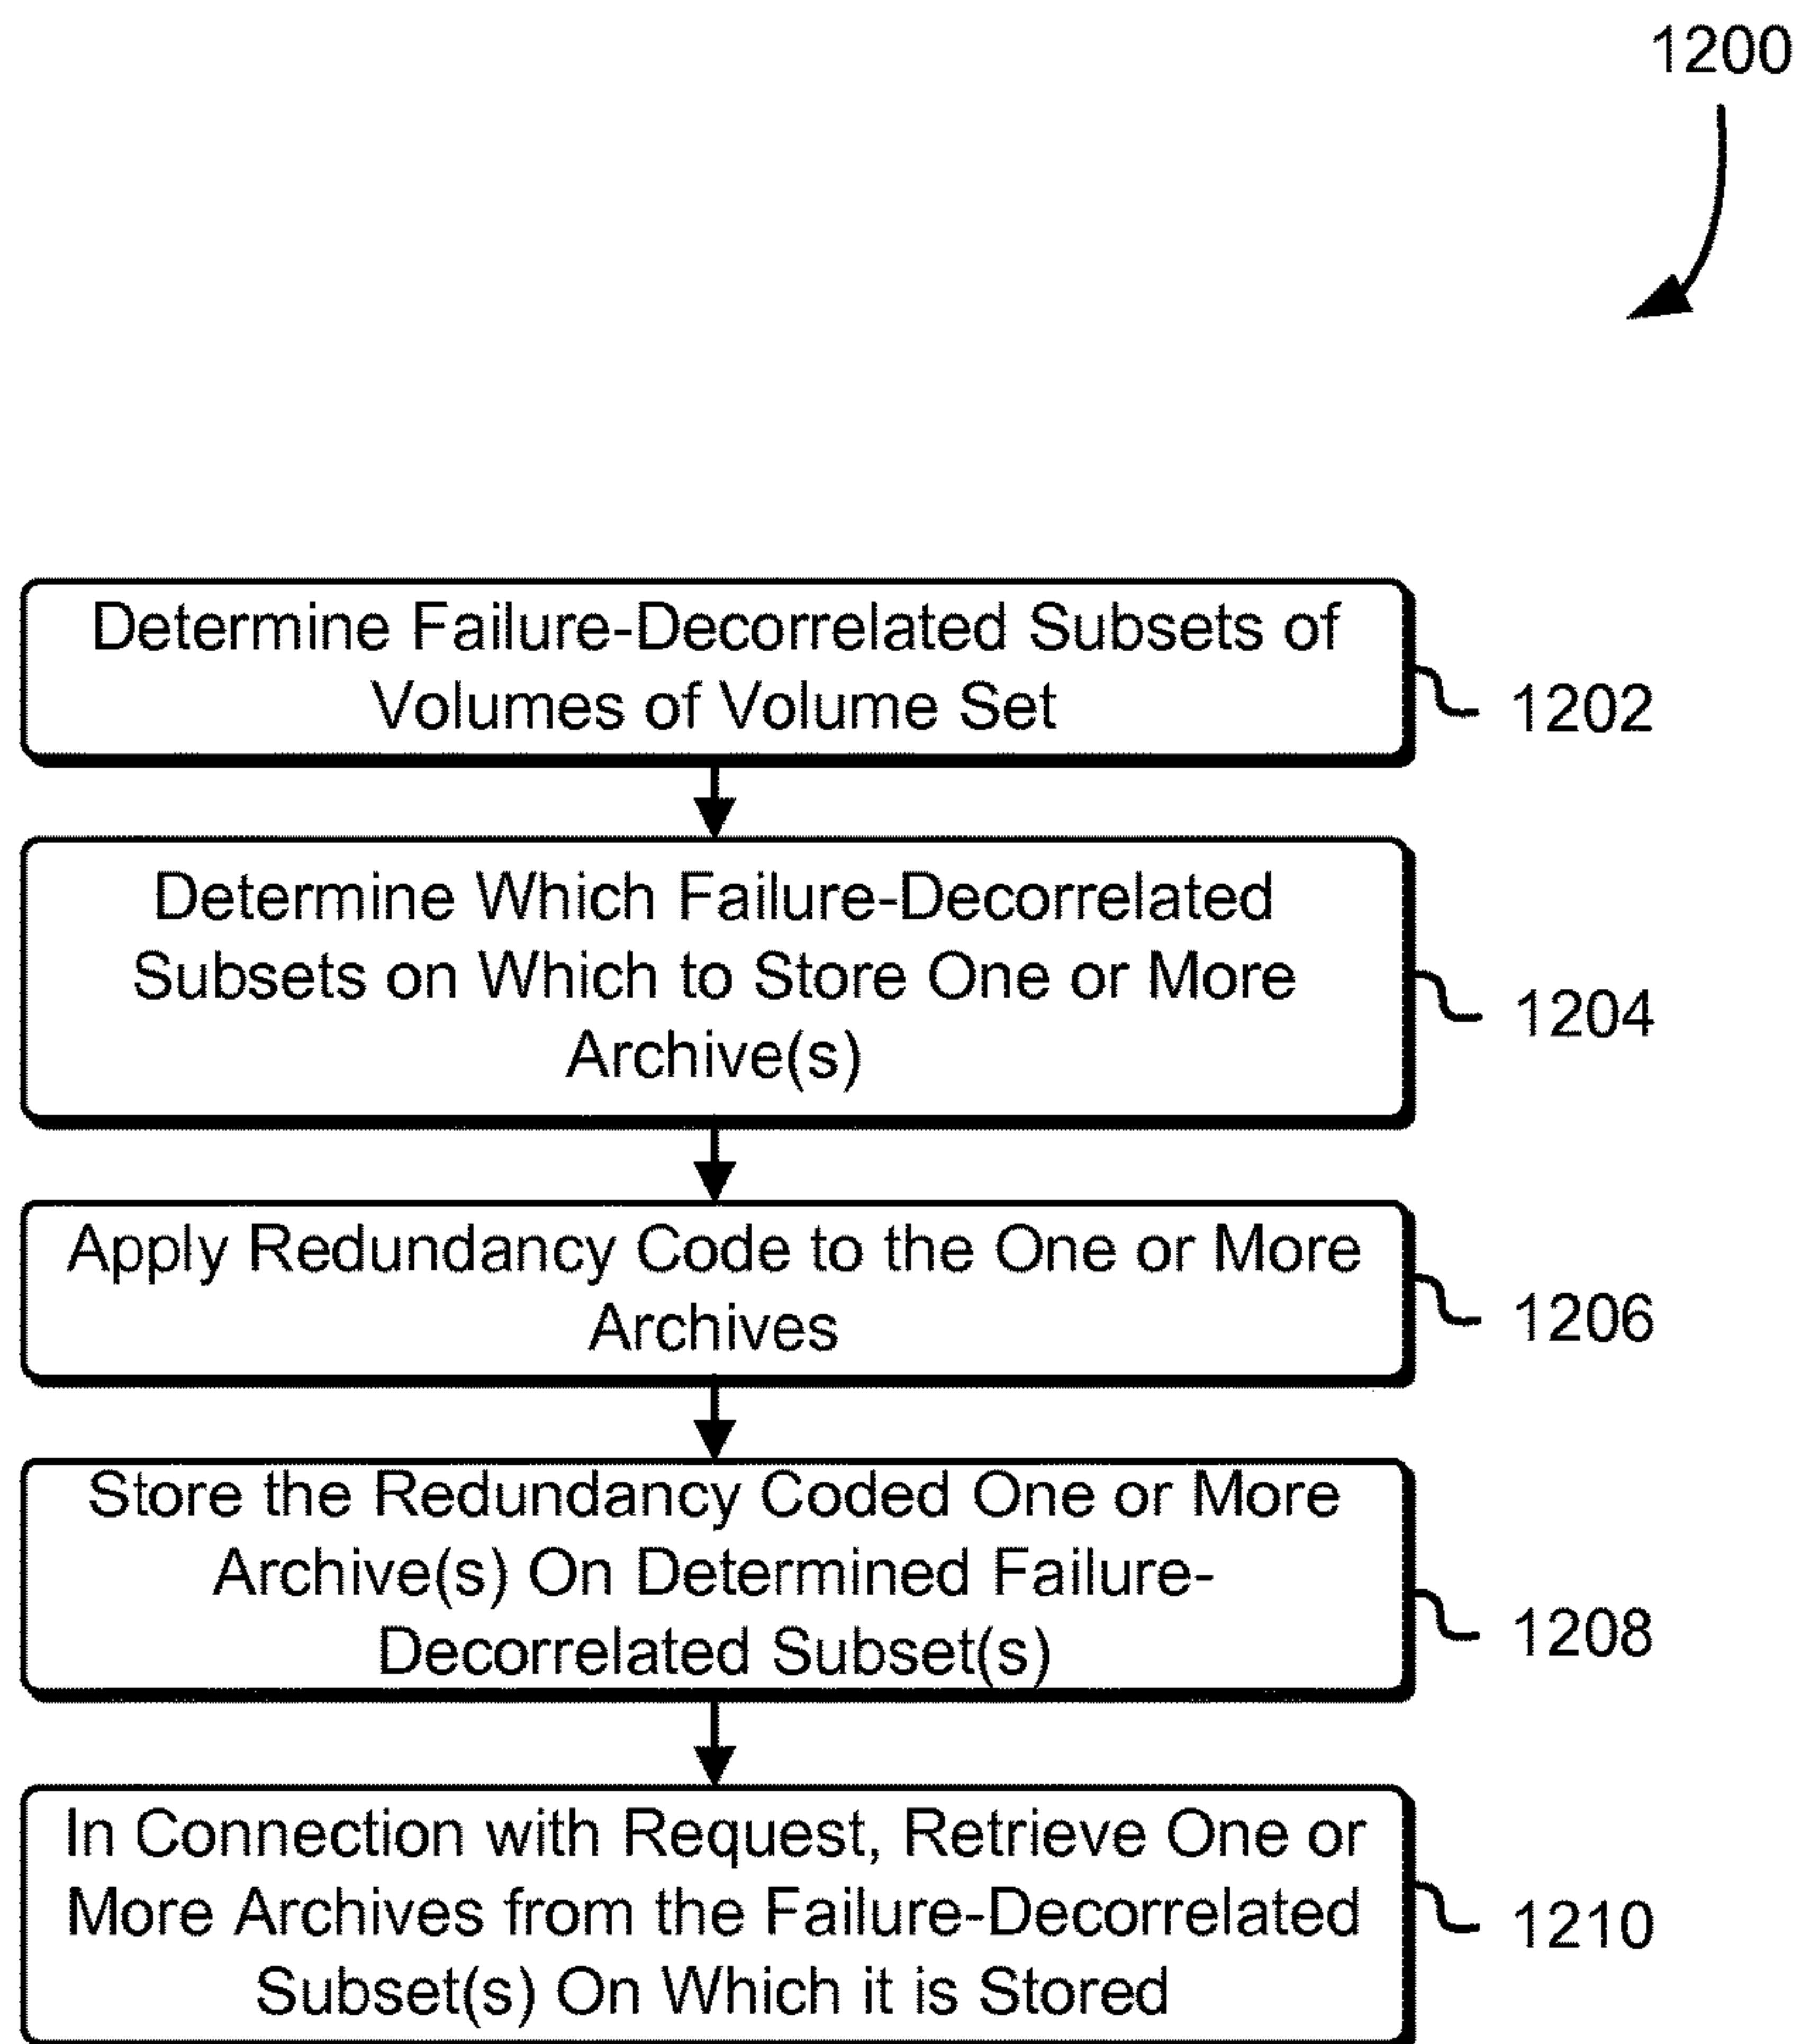 1200
Determine Failure-Decorrelated Subsets of
Volumes of Volume Set
1202
Determine Which Failure-Decorrelated
Subsets on Which to Store One or More
Archive(s)
1204
Apply Redundancy Code to the One or More
Archives
1206
Store the Redundancy Coded One or More
Archive(s) On Determined Failure-
Decorrelated Subset(s)
1208
In Connection with Request, Retrieve One or
More Archives from the Failure-Decorrelated
Subset(s) On Which it is Stored
1210